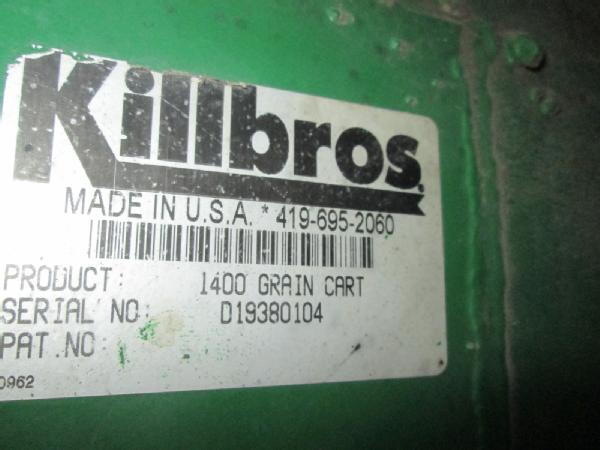 Killbros.
MADE IN U.S.A. * 419-695-2060
PRODUCT: 1400 GRAIN CART
SERIAL NO: D19380104
PAT.NO:
0962